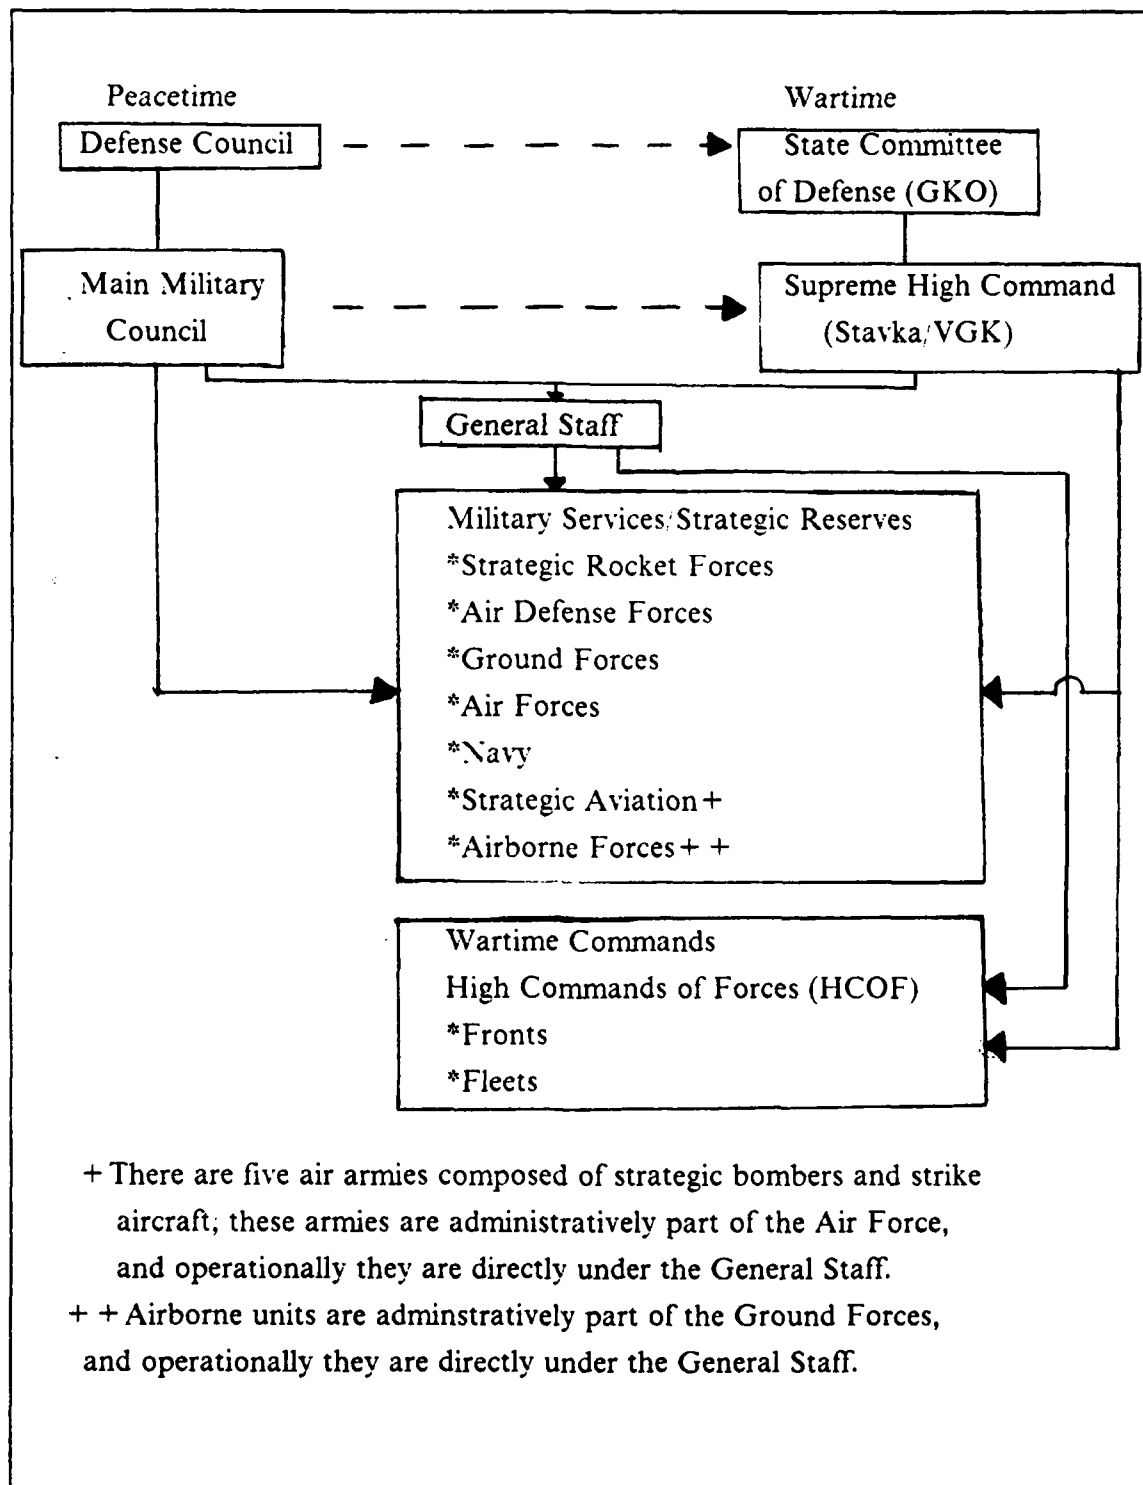 Peacetime
Wartime
Defense Council
State Committee
of Defense (GKO)
Main Military
Council
Supreme High Command
(Stavka/VGK)
General Staff
Military Services/Strategic Reserves
*Strategic Rocket Forces
*Air Defense Forces
*Ground Forces
*Air Forces
*Navy
*Strategic Aviation+
*Airborne Forces+ +
Wartime Commands
High Commands of Forces (HCOF)
*Fronts
*Fleets
+ There are five air armies composed of strategic bombers and strike
aircraft; these armies are administratively part of the Air Force,
and operationally they are directly under the General Staff.
+ + Airborne units are adminstratively part of the Ground Forces,
and operationally they are directly under the General Staff.